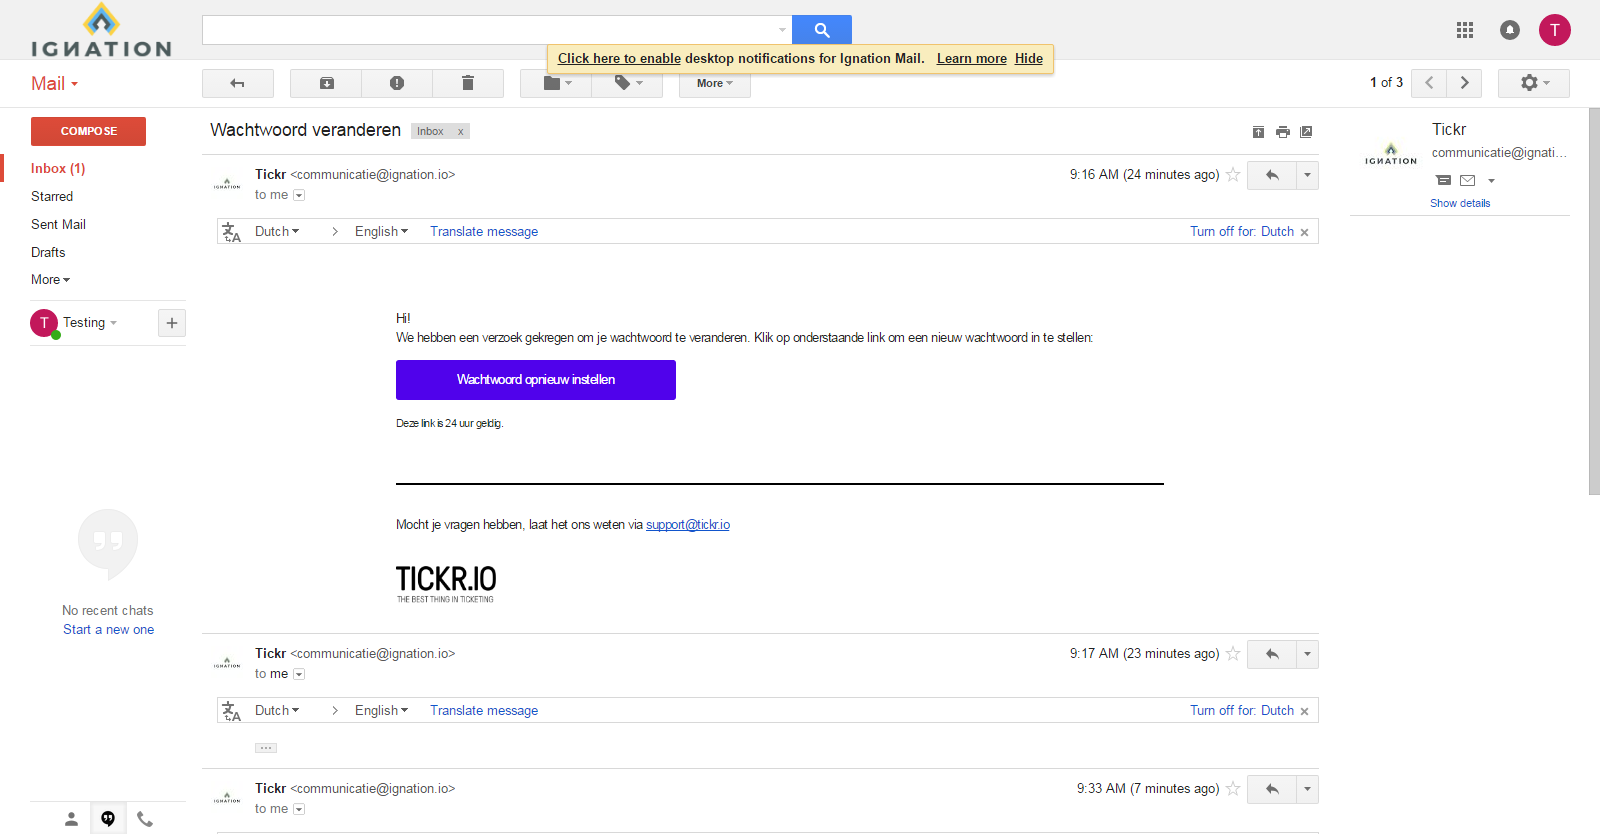 IGNATION
Click here to enable desktop notifications for Ignation Mail. Learn more Hide
T
Mail
More
1 of 3
COMPOSE
Inbox (1)
Starred
Sent Mail
Drafts
More
T Testing
No recent chats
Start a new one
Wachtwoord veranderen Inbox x
Tickr <communicatie@ignation.io> 9:16 AM (24 minutes ago)
to me
Dutch > English Translate message Turn off for: Dutch x
Hi!
We hebben een verzoek gekregen om je wachtwoord te veranderen. Klik op onderstaande link om een nieuw wachtwoord in te stellen:
Wachtwoord opnieuw instellen
Deze link is 24 uur geldig.
Mocht je vragen hebben, laat het ons weten via support@tickr.io
TICKR.IO
THE BEST THING IN TICKETING
IGNATION
Tickr <communicatie@ignation.io> 9:17 AM (23 minutes ago)
to me
Dutch > English Translate message Turn off for: Dutch x
...
IGNATION
Tickr <communicatie@ignation.io> 9:33 AM (7 minutes ago)
to me
IGNATION
IGNATION
Tickr
communicatie@ignati…
Show details